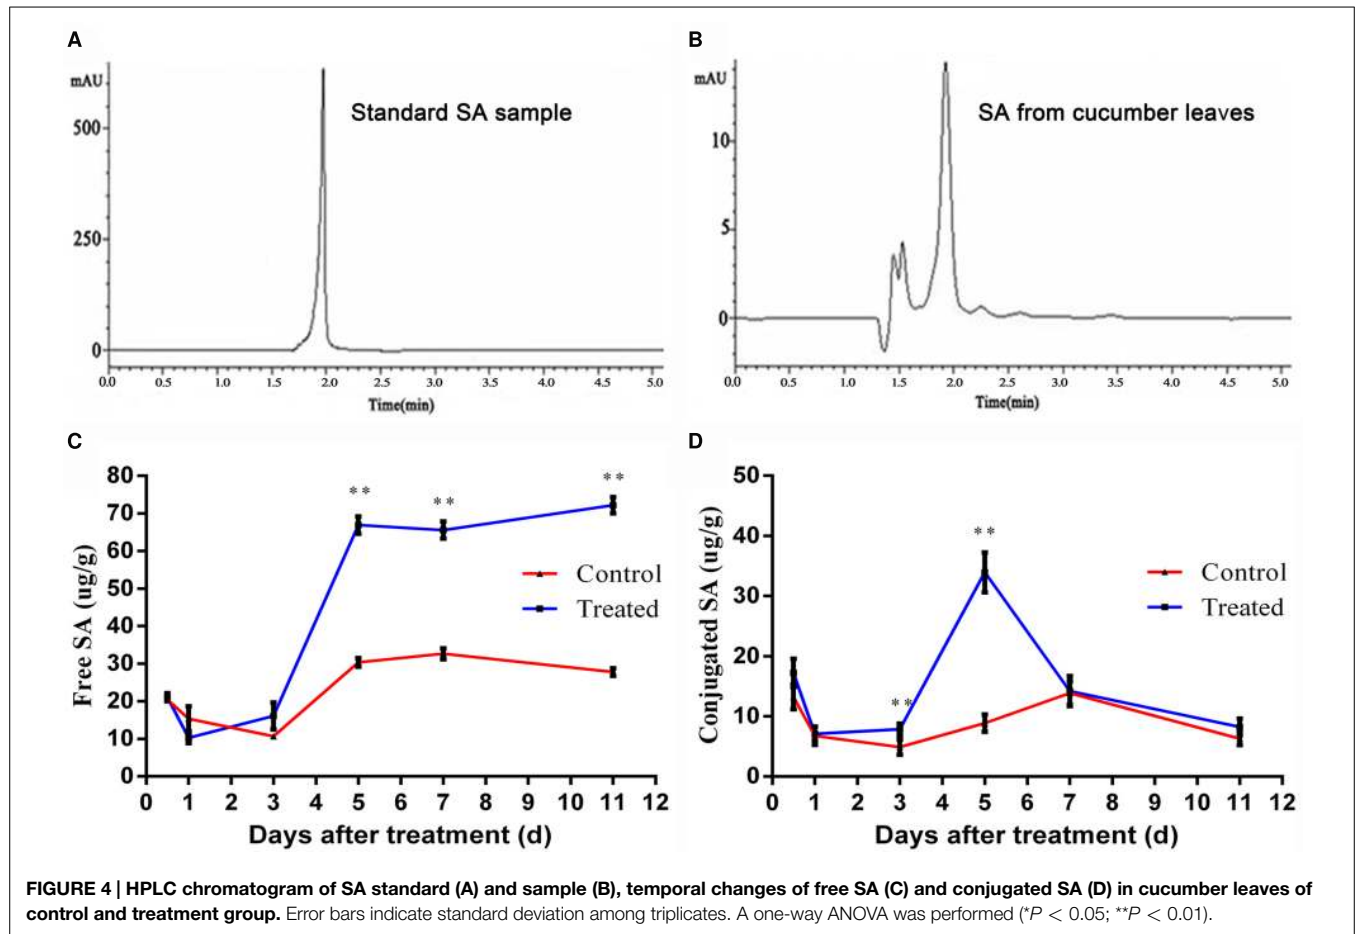 A
mAU
500
250
0
Standard SA sample
0.0 0.5 1.0 1.5 2.0 2.5 3.0 3.5 4.0 4.5 5.0
Time(min)
B
mAU
10
5
0
SA from cucumber leaves
0.0 0.5 1.0 1.5 2.0 2.5 3.0 3.5 4.0 4.5 5.0
Time(min)
C
Free SA (ug/g)
80
70
60
50
40
30
20
10
0
** ** **
Control
Treated
0 1 2 3 4 5 6 7 8 9 10 11 12
Days after treatment (d)
D
Conjugated SA (ug/g)
50
40
30
20
10
0
** **
Control
Treated
0 1 2 3 4 5 6 7 8 9 10 11 12
Days after treatment (d)
FIGURE 4 | HPLC chromatogram of SA standard (A) and sample (B), temporal changes of free SA (C) and conjugated SA (D) in cucumber leaves of
control and treatment group. Error bars indicate standard deviation among triplicates. A one-way ANOVA was performed (*P < 0.05; **P < 0.01).